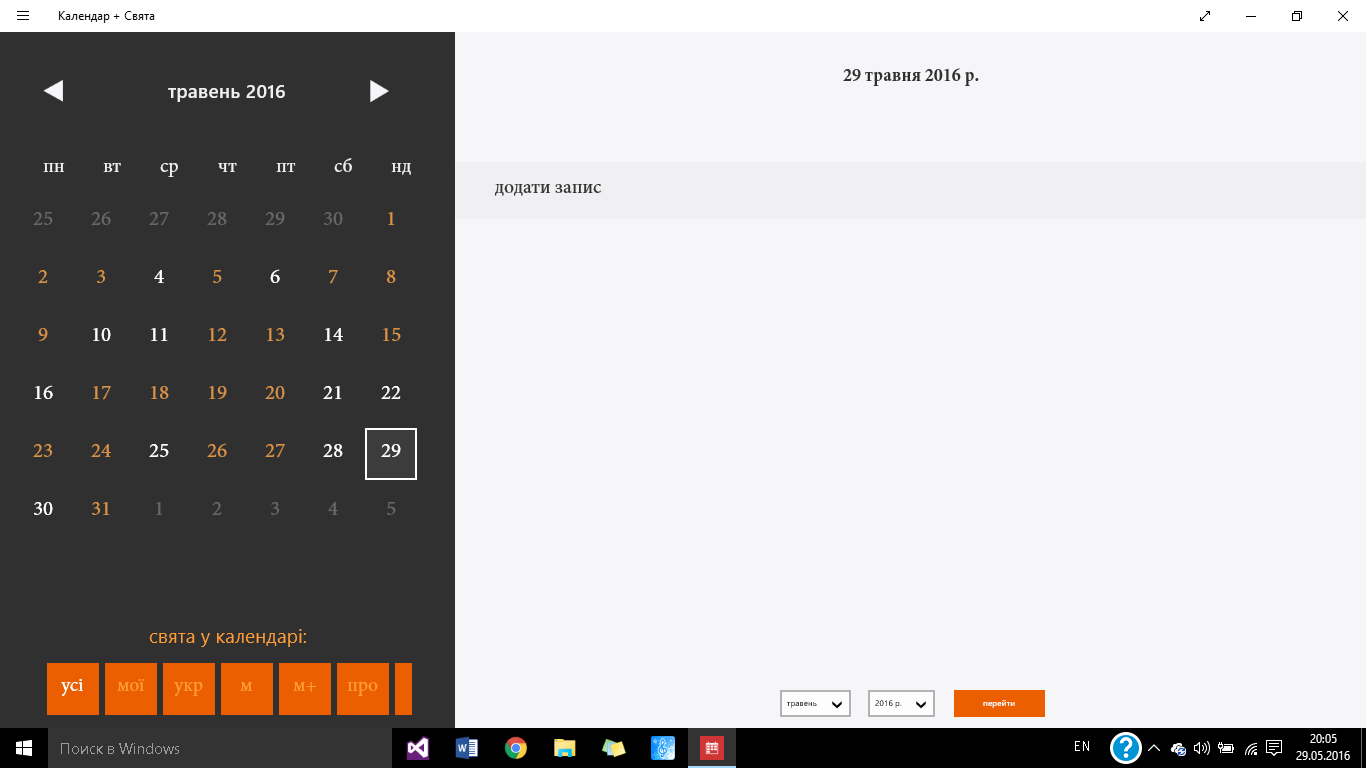 Календар + Свята
травень 2016
пн вт ср чт пт сб нд
25 26 27 28 29 30 1
2 3 4 5 6 7 8
9 10 11 12 13 14 15
16 17 18 19 20 21 22
23 24 25 26 27 28 29
30 31 1 2 3 4 5
свята у календарі:
усі мої укр м м+ про
29 травня 2016 р.
додати запис
травень 2016 р. перейти
Поиск в Windows
EN
20:05
29.05.2016